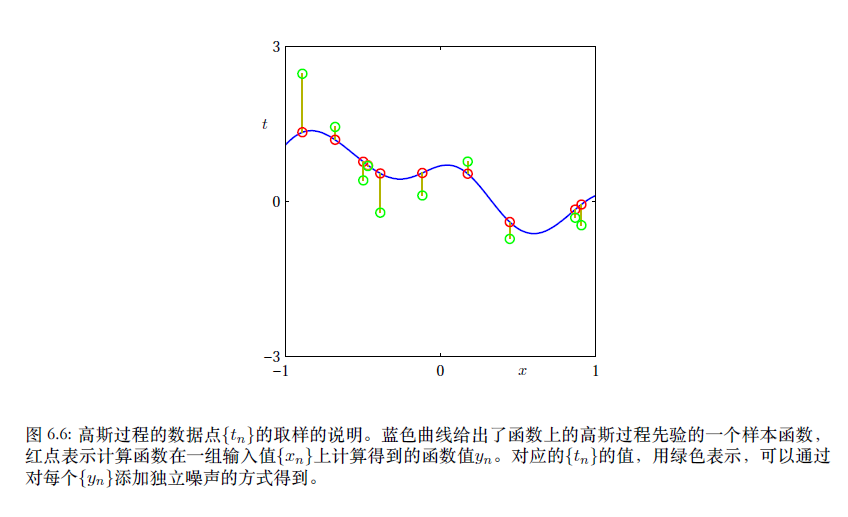 3
t
0
−3
−1
0
x
1
图 6.6: 高斯过程的数据点{tₙ}的取样的说明。蓝色曲线给出了函数上的高斯过程先验的一个样本函数，
红点表示计算函数在一组输入值{xₙ}上计算得到的函数值yₙ。对应的{tₙ}的值，用绿色表示，可以通过
对每个{yₙ}添加独立噪声的方式得到。